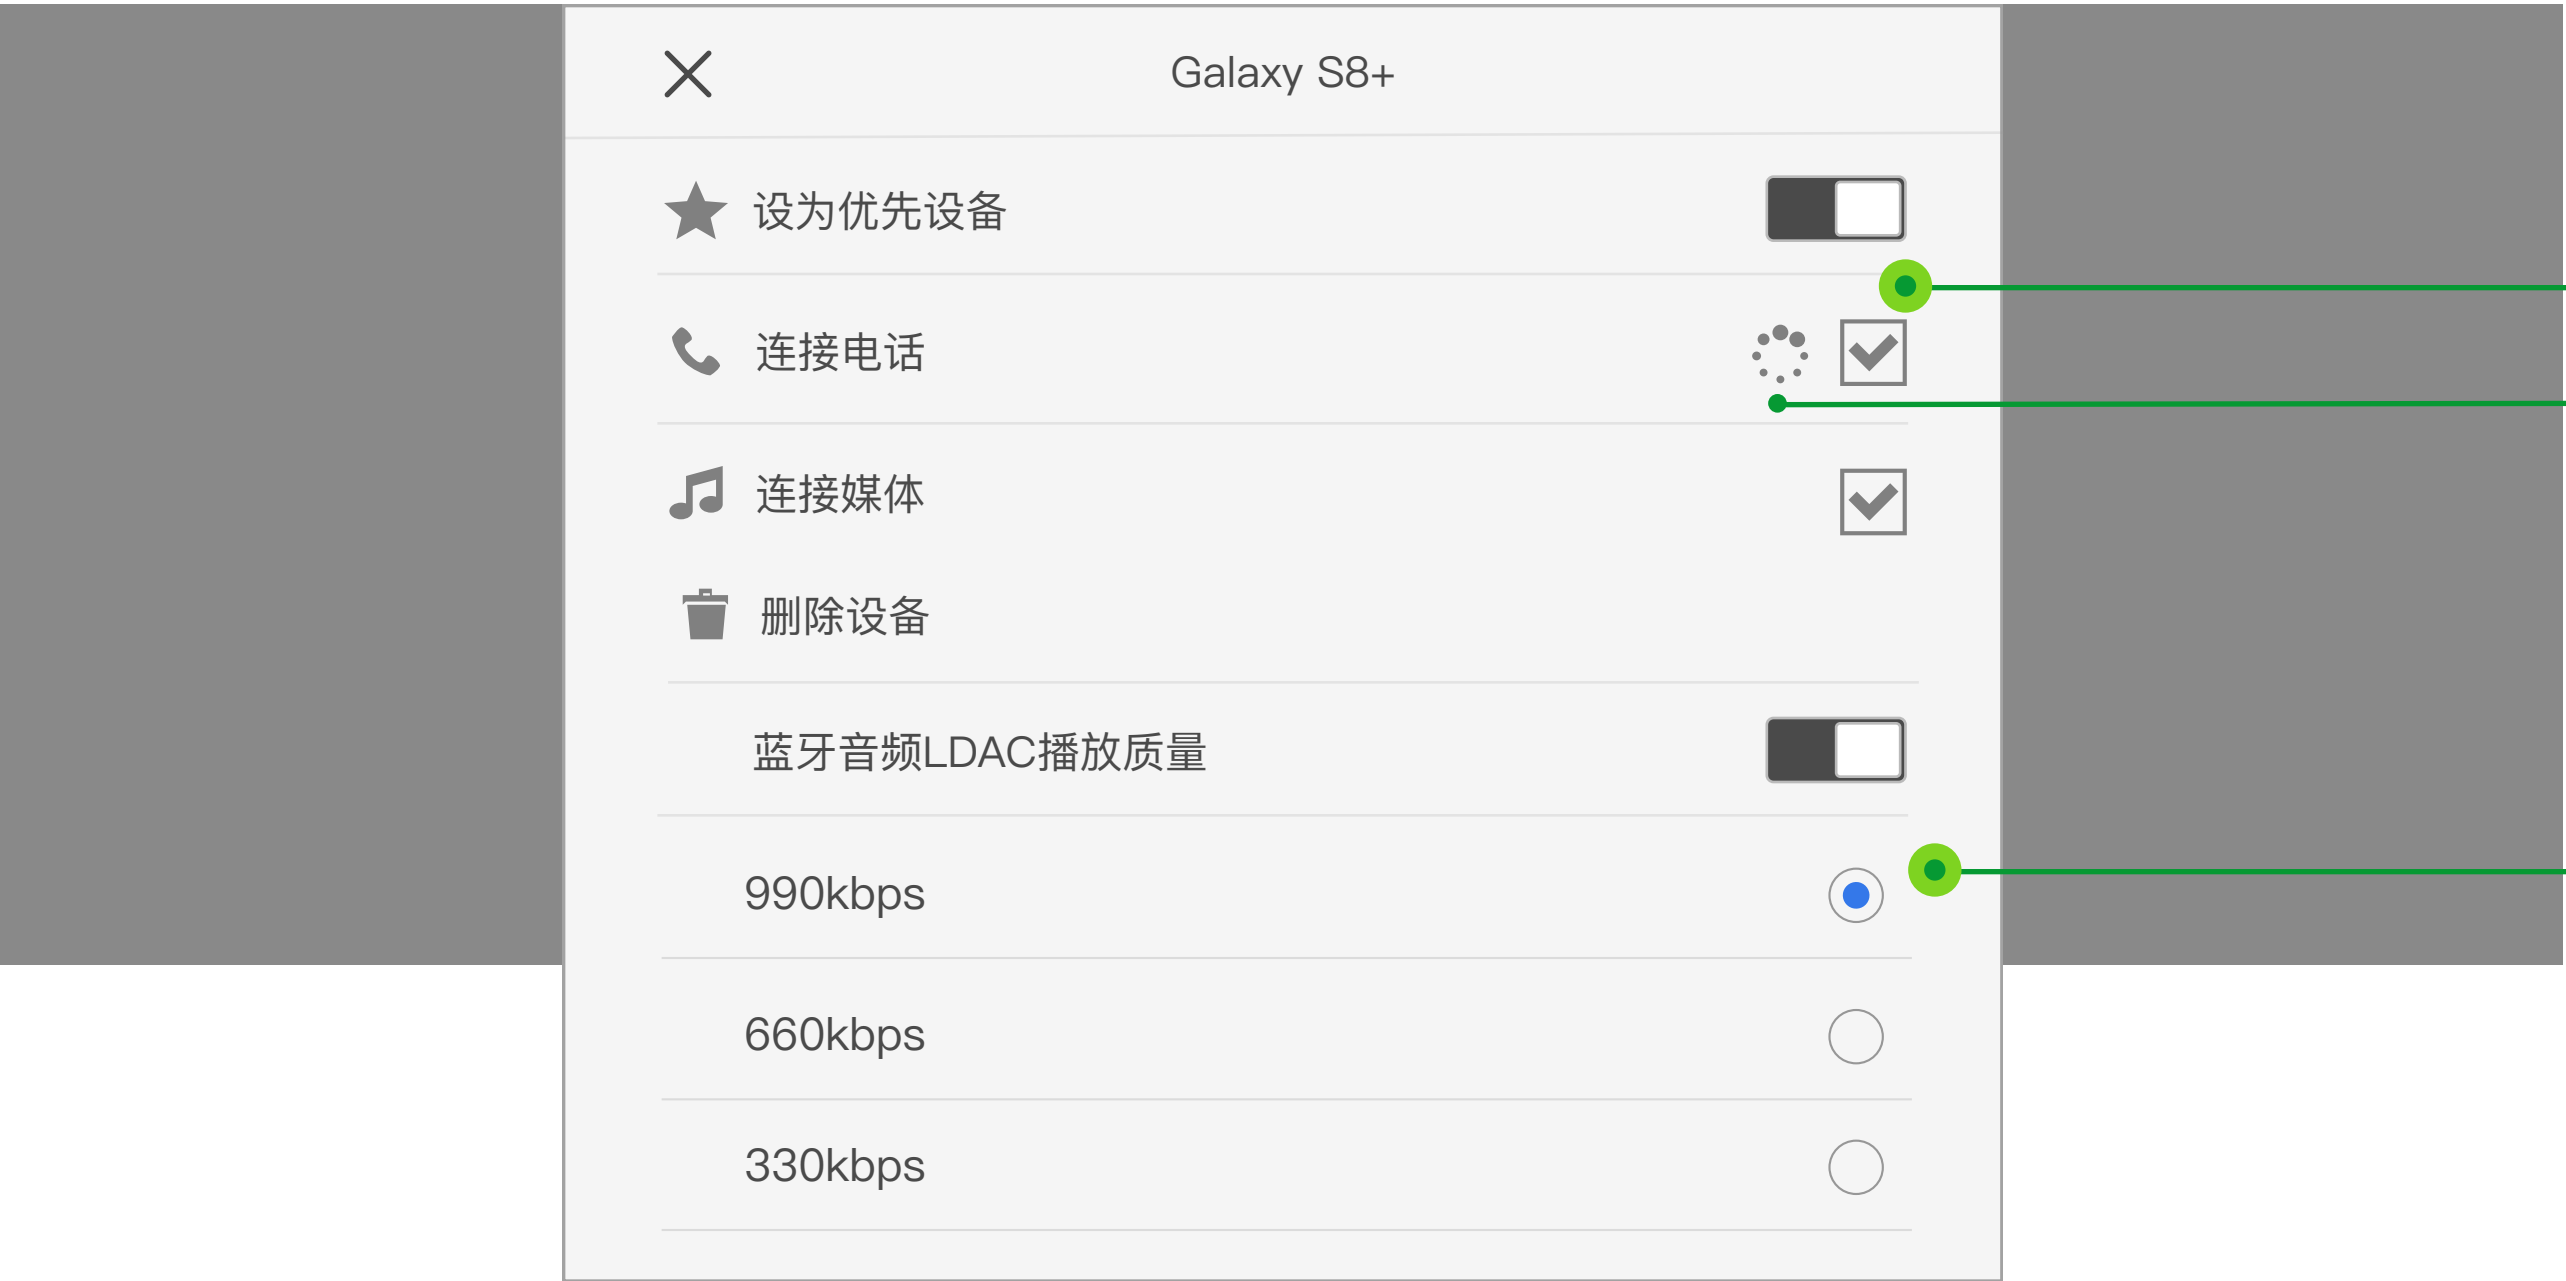 Galaxy S8+
设为优先设备
连接电话
连接媒体
删除设备
蓝牙音频LDAC播放质量
990kbps
660kbps
330kbps